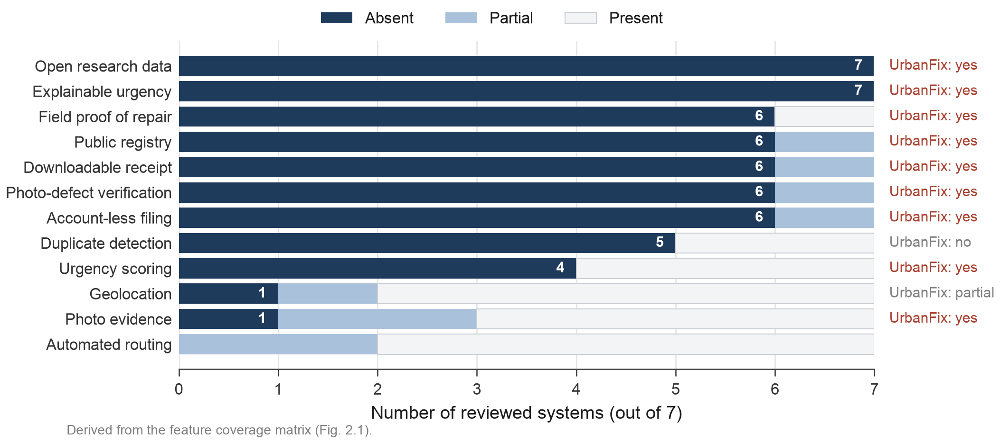 Absent Partial Present
Open research data 7 UrbanFix: yes
Explainable urgency 7 UrbanFix: yes
Field proof of repair 6 UrbanFix: yes
Public registry 6 UrbanFix: yes
Downloadable receipt 6 UrbanFix: yes
Photo-defect verification 6 UrbanFix: yes
Account-less filing 6 UrbanFix: yes
Duplicate detection 5 UrbanFix: no
Urgency scoring 4 UrbanFix: yes
Geolocation 1 UrbanFix: partial
Photo evidence 1 UrbanFix: yes
Automated routing
0 1 2 3 4 5 6 7
Number of reviewed systems (out of 7)
Derived from the feature coverage matrix (Fig. 2.1).